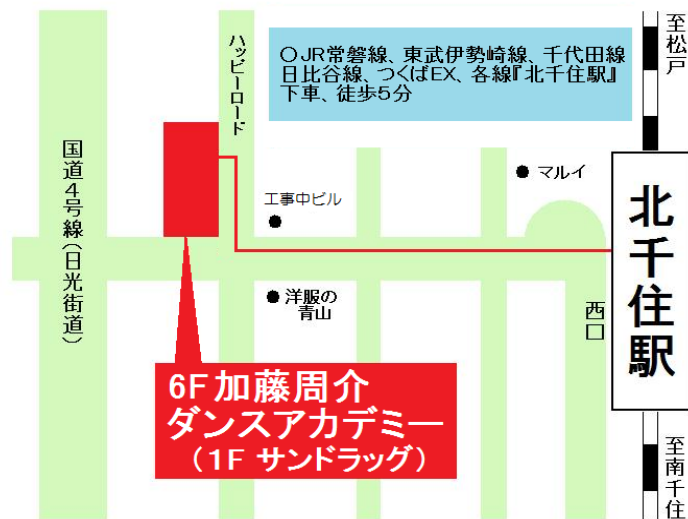 至松戸
ハッピーロード
〇JR常磐線、東武伊勢崎線、千代田線
日比谷線、つくばEX、各線『北千住駅』
下車、徒歩5分
国道4号線(日光街道)
●マルイ
北千住駅
工事中ビル
●
●洋服の
青山
西口
6F加藤周介
ダンスアカデミー
(1F サンドラッグ)
至南千住